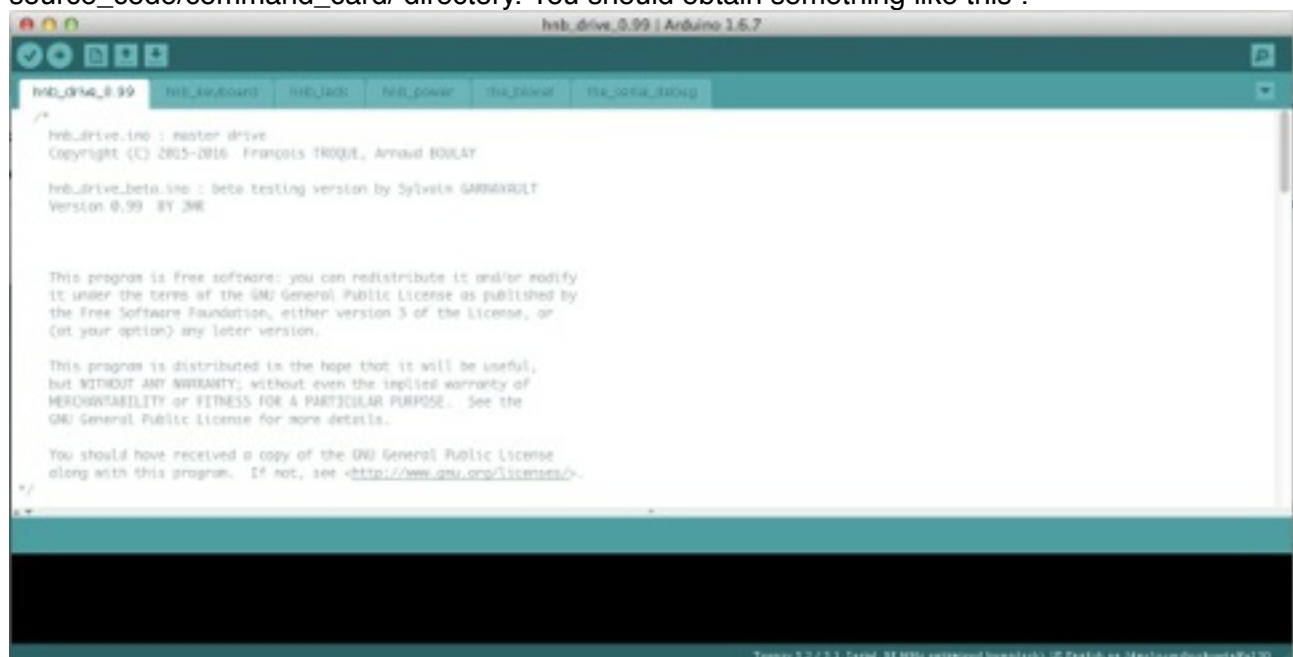 source_code/command_card/ directory. You should obtain something like this :
hnb_drive_0.99 | Arduino 1.6.7
hnb_drive_0.99 hnb_keyboard hnb_leds hnb_power the_serial_debug
/*
hnb_drive.ino : master drive
Copyright (C) 2015-2016 François TROQUE, Arnaud BOULAY
hnb_drive_beta.ino : beta testing version by Sylvain GARNAVAULT
Version 0.99 BY JMR
This program is free software: you can redistribute it and/or modify
it under the terms of the GNU General Public License as published by
the Free Software Foundation, either version 3 of the License, or
(at your option) any later version.
This program is distributed in the hope that it will be useful,
but WITHOUT ANY WARRANTY; without even the implied warranty of
MERCHANTABILITY or FITNESS FOR A PARTICULAR PURPOSE. See the
GNU General Public License for more details.
You should have received a copy of the GNU General Public License
along with this program. If not, see <http://www.gnu.org/licenses/>.
*/